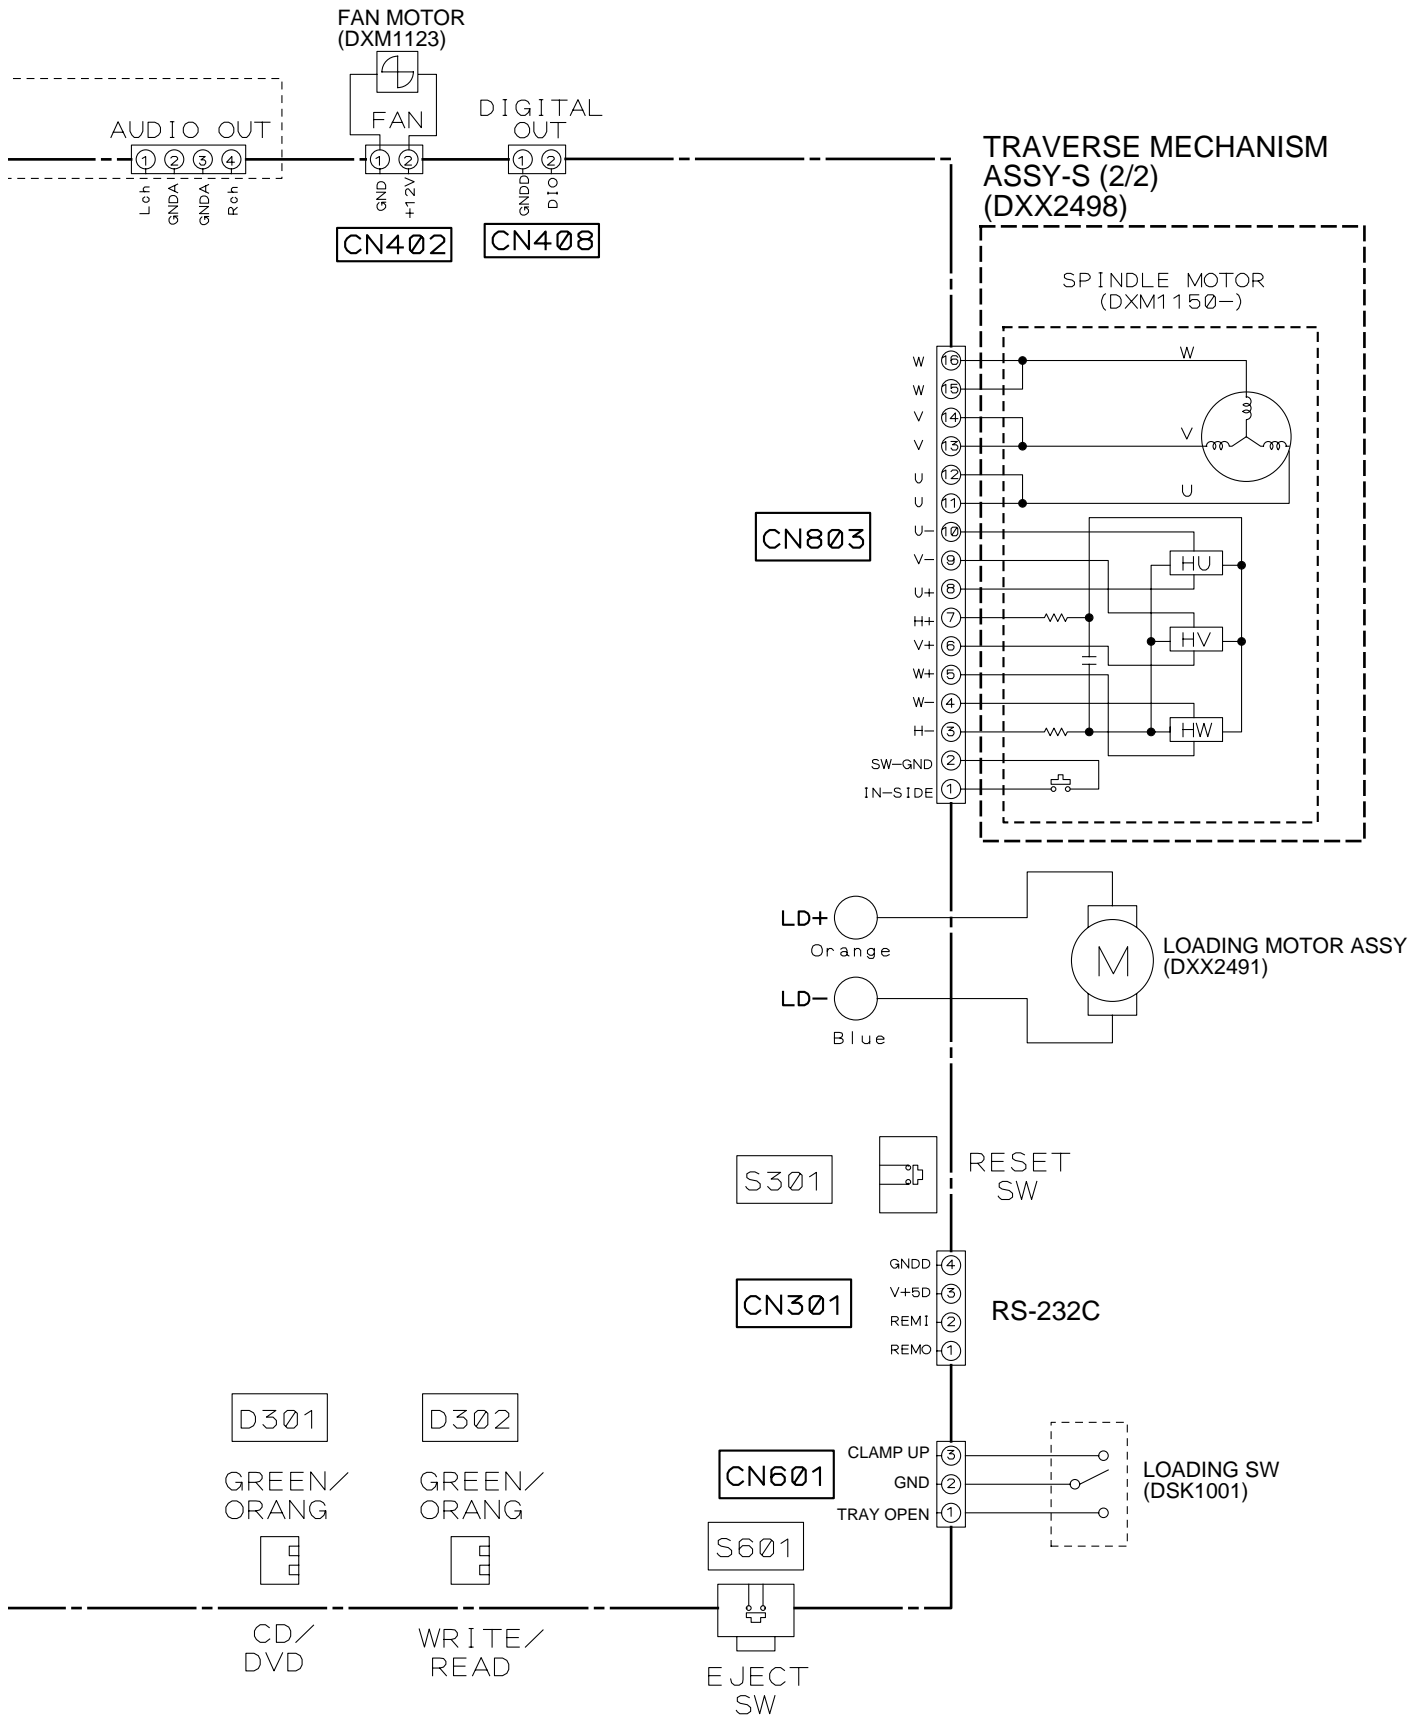 FAN MOTOR
(DXM1123)
FAN
DIGITAL
OUT
AUDIO OUT
1 2 3 4
1 2
1 2
Lch
GNDA
GNDA
Rch
GND
+12V
GNDD
DIO
CN402
CN408
TRAVERSE MECHANISM
ASSY-S (2/2)
(DXX2498)
SPINDLE MOTOR
(DXM1150-)
W 16 W
W 15
V 14
V 13 V
U 12
U 11 U
CN803
U- 10
V- 9 HU
U+ 8
H+ 7
V+ 6 HV
W+ 5
W- 4
H- 3 HW
SW-GND 2
IN-SIDE 1
LD+
Orange
M
LOADING MOTOR ASSY
(DXX2491)
LD-
Blue
S301
RESET
SW
GNDD 4
V+5D 3
REMI 2
REMO 1
CN301
RS-232C
D301
D302
GREEN/
ORANG
GREEN/
ORANG
CD/
DVD
WRITE/
READ
CN601
CLAMP UP 3
GND 2
TRAY OPEN 1
LOADING SW
(DSK1001)
S601
EJECT
SW